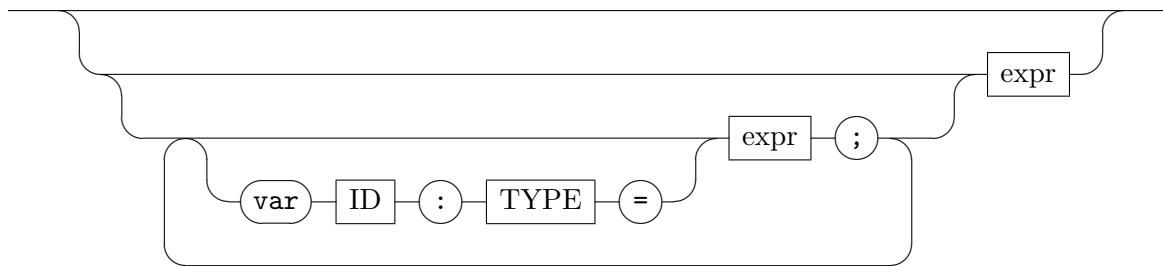 expr
expr ;
var ID : TYPE =